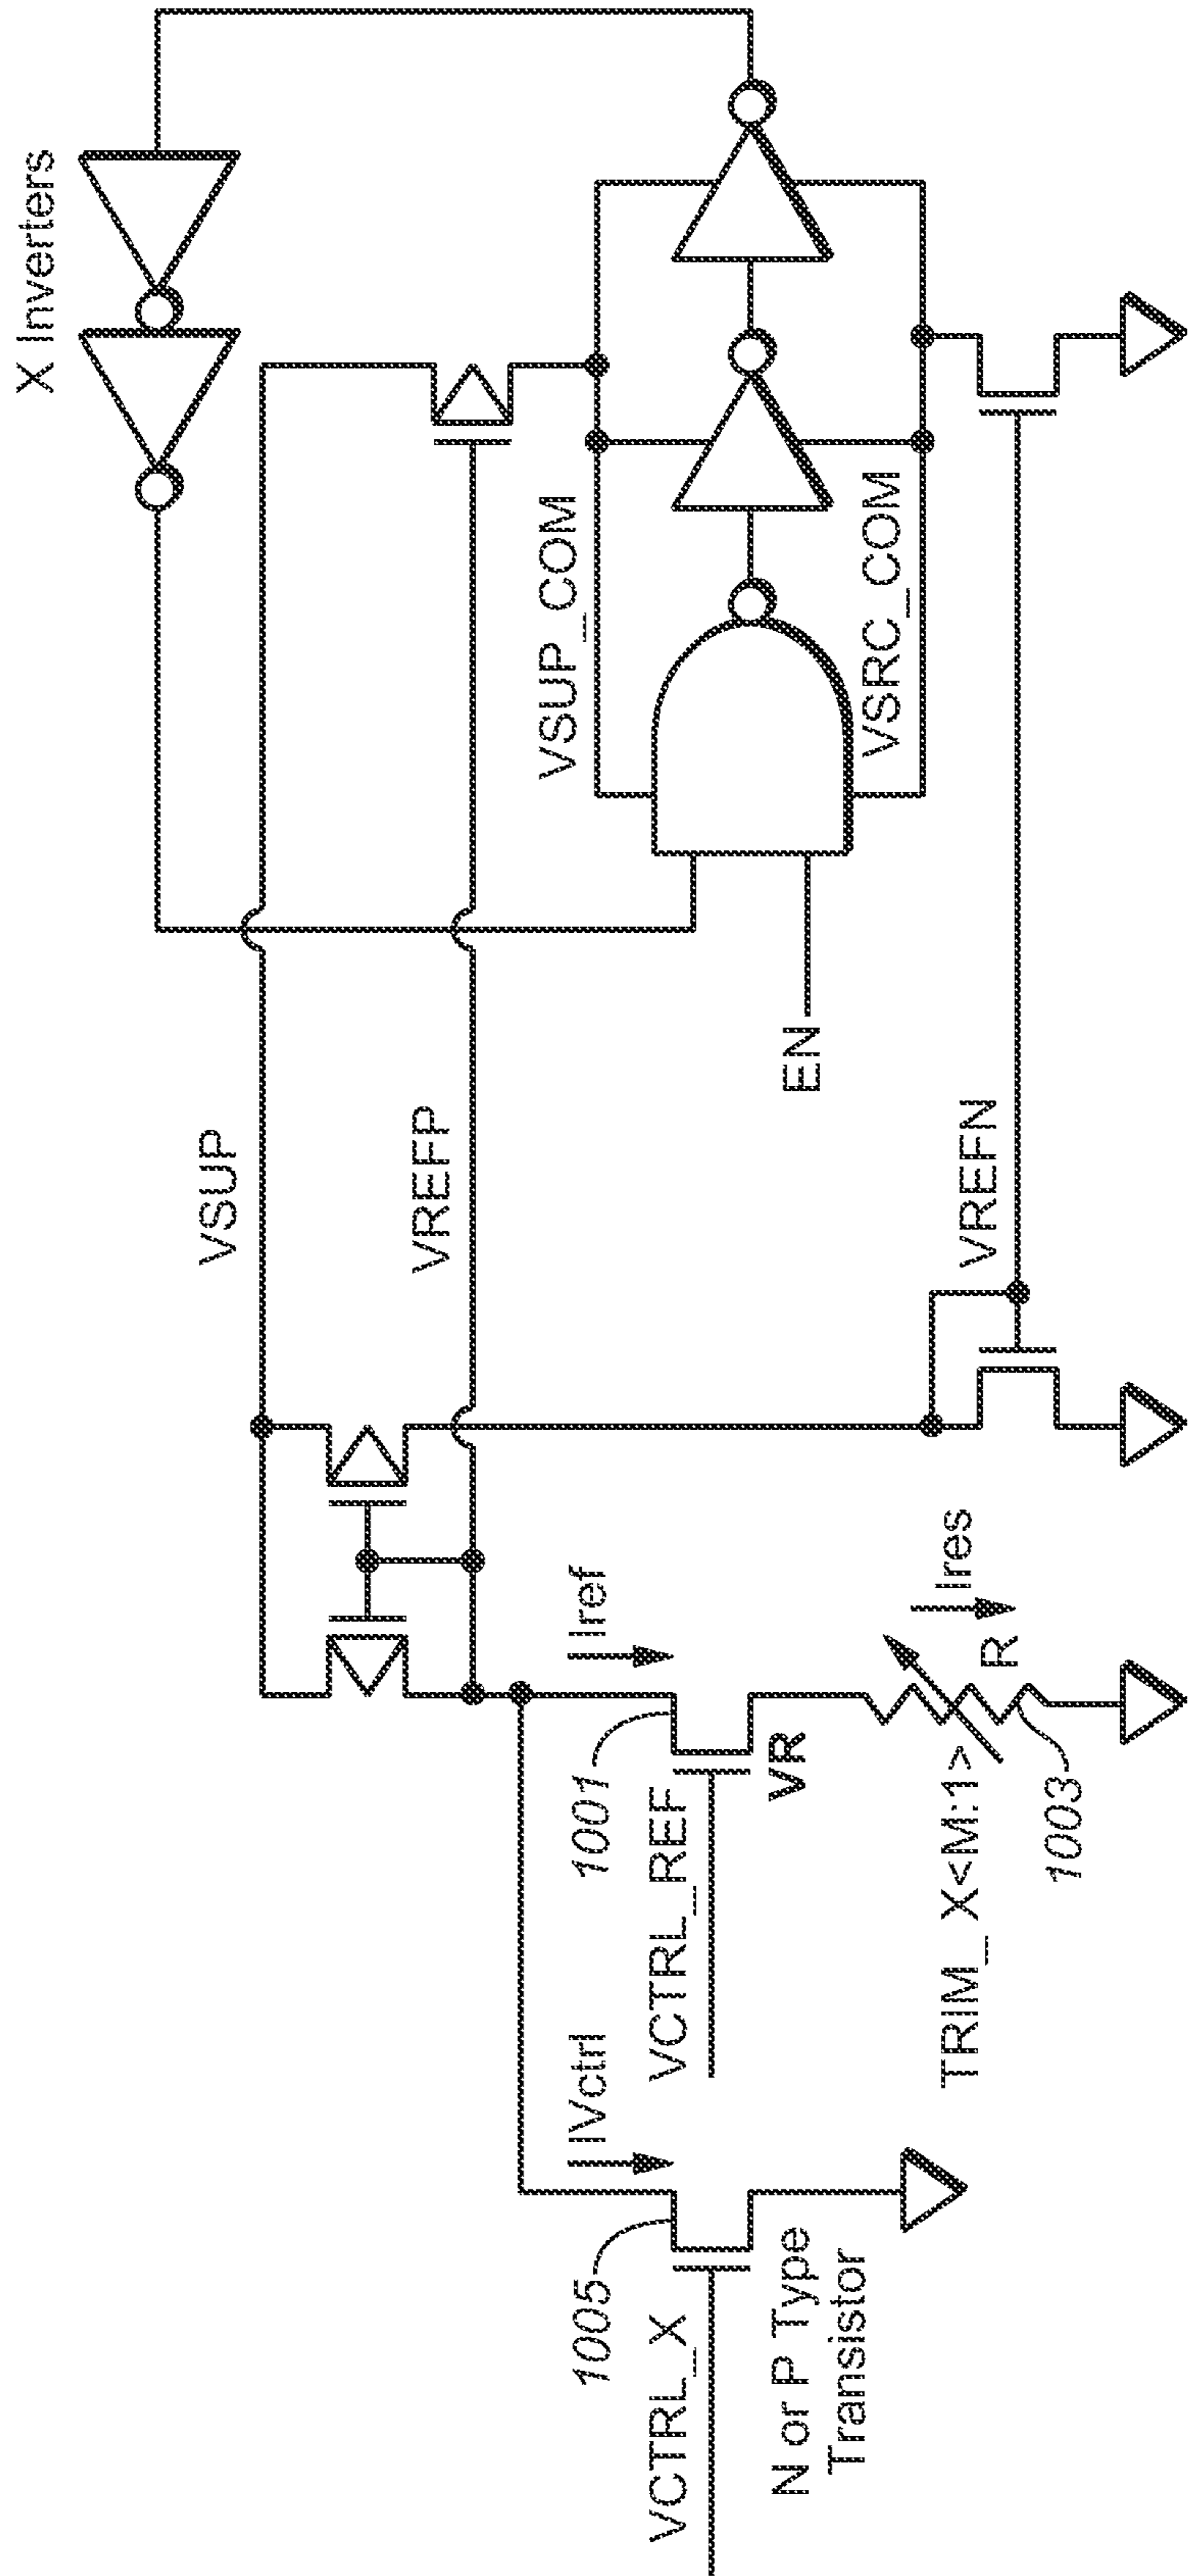 X Inverters
VSUP
VREFP
VSUP_COM
VSRC_COM
EN
VREFN
Iref
IVctrl
1001
1005
VCTRL_REF
VCTRL_X
VR
N or P Type
Transistor
Ires
R
TRIM_X<M:1>
1003